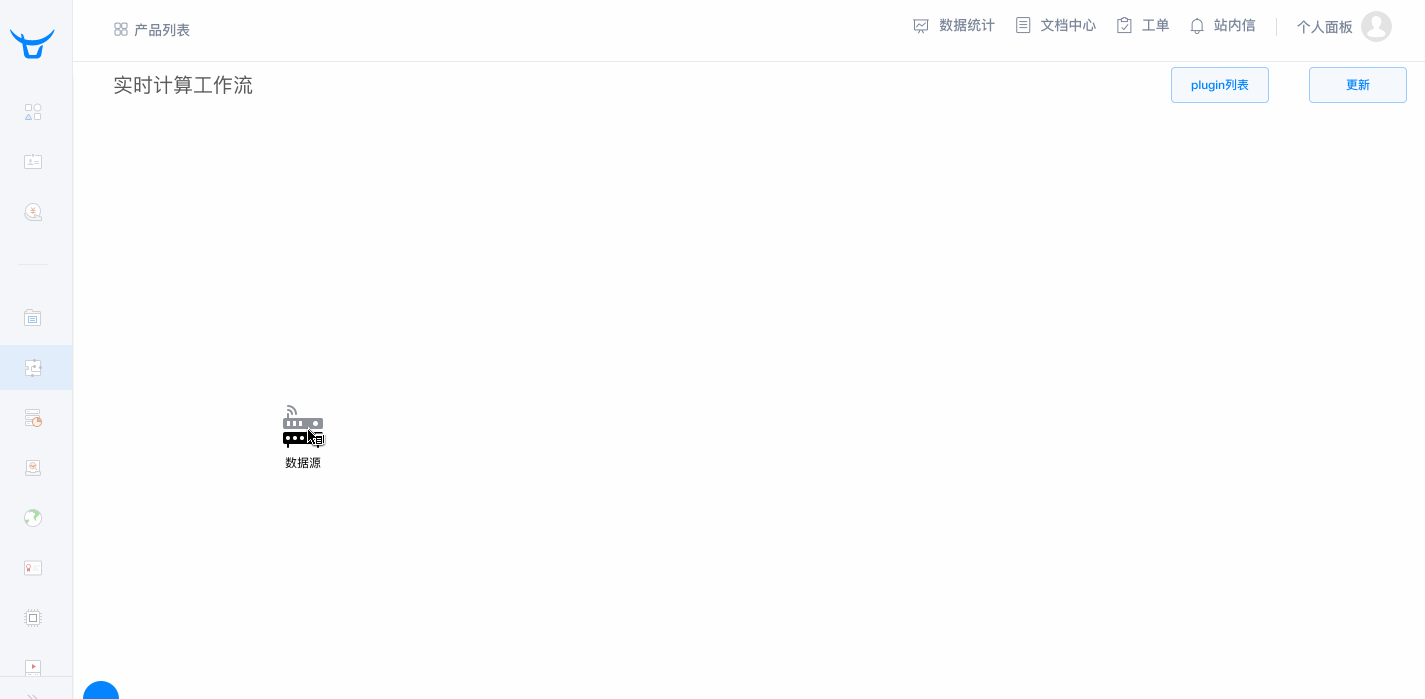 产品列表
数据统计
文档中心
工单
站内信
个人面板
实时计算工作流
plugin列表
更新
数据源